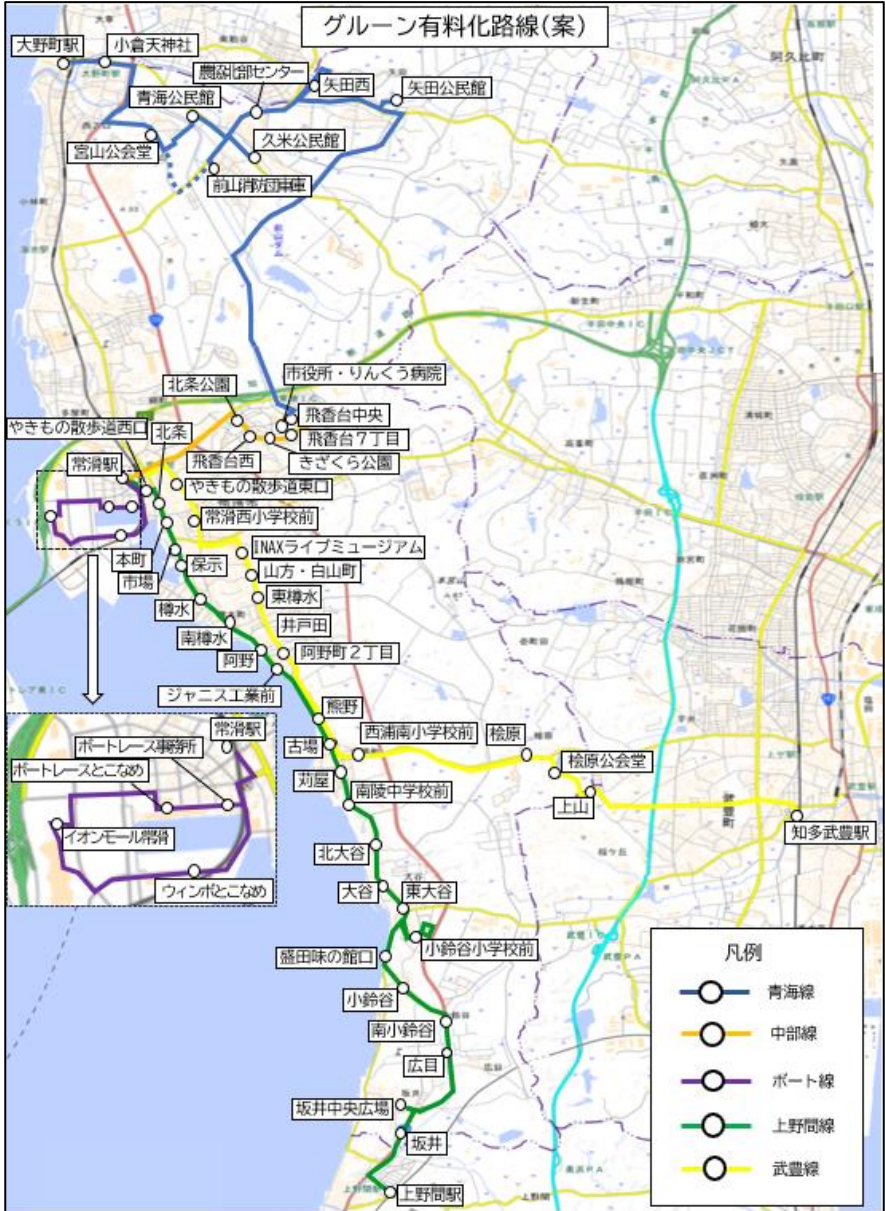 グルーン有料化路線(案)
大野町駅
小倉天神社
農協北部センター
矢田西
矢田公民館
青海公民館
宮山公会堂
久米公民館
前山消防団車庫
阿久比町
市役所・りんくう病院
北条公園
飛香台中央
やきもの散歩道西口
北条
飛香台7丁目
飛香台西
きざくら公園
常滑駅
やきもの散歩道東口
常滑西小学校前
本町
INAXライブミュージアム
市場
保示
山方・白山町
樽水
東樽水
井戸田
南樽水
阿野町2丁目
阿野
ジャニス工業前
熊野
古場
西浦南小学校前
桧原
桧原公会堂
苅屋
上山
南陵中学校前
知多武豊駅
武豊町
常滑駅
ボートレース事務所
ボートレースとこなめ
イオンモール常滑
ウィンボとこなめ
北大谷
大谷
東大谷
小鈴谷小学校前
盛田味の館口
小鈴谷
南小鈴谷
広目
坂井中央広場
坂井
上野間駅
凡例
青海線
中部線
ボート線
上野間線
武豊線